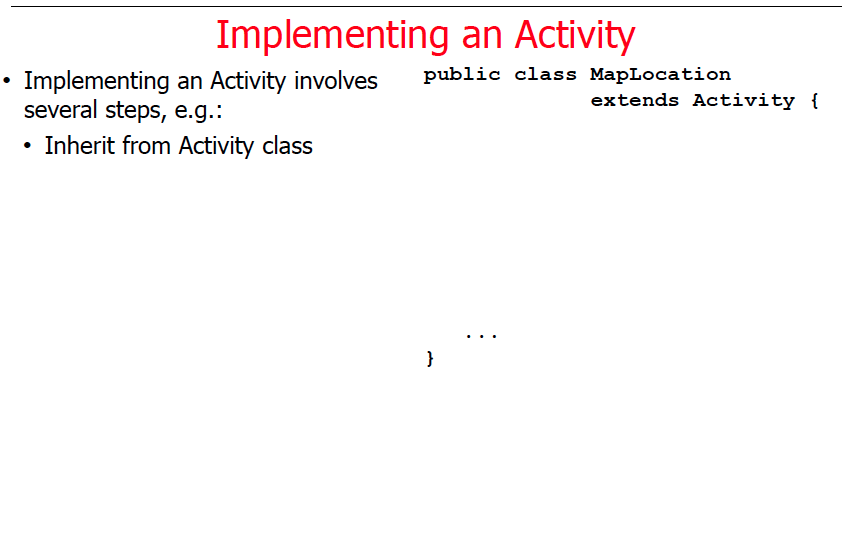 Implementing an Activity
• Implementing an Activity involves
several steps, e.g.:
• Inherit from Activity class
public class MapLocation
extends Activity {
...
}